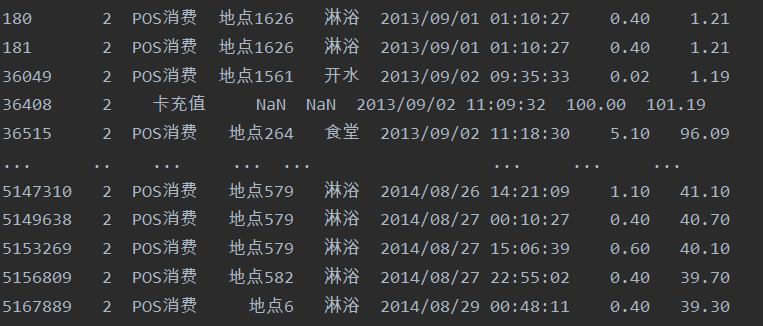 180 2 POS消费 地点1626 淋浴 2013/09/01 01:10:27 0.40 1.21
181 2 POS消费 地点1626 淋浴 2013/09/01 01:10:27 0.40 1.21
36049 2 POS消费 地点1561 开水 2013/09/02 09:35:33 0.02 1.19
36408 2 卡充值 NaN NaN 2013/09/02 11:09:32 100.00 101.19
36515 2 POS消费 地点264 食堂 2013/09/02 11:18:30 5.10 96.09
... .. ... ... ... ... ... ...
5147310 2 POS消费 地点579 淋浴 2014/08/26 14:21:09 1.10 41.10
5149638 2 POS消费 地点579 淋浴 2014/08/27 00:10:27 0.40 40.70
5153269 2 POS消费 地点579 淋浴 2014/08/27 15:06:39 0.60 40.10
5156809 2 POS消费 地点582 淋浴 2014/08/27 22:55:02 0.40 39.70
5167889 2 POS消费 地点6 淋浴 2014/08/29 00:48:11 0.40 39.30